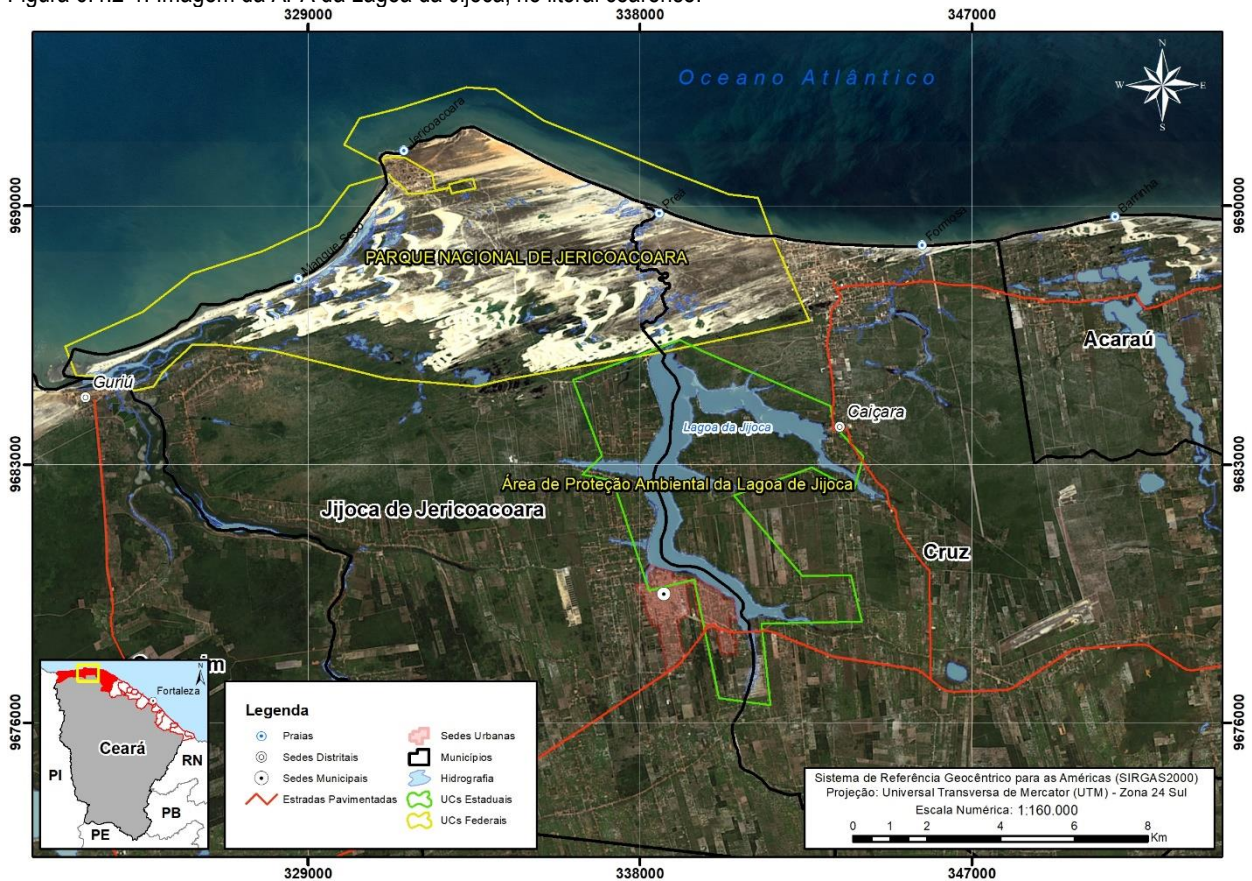 Figura Imagem da APA da Lagoa da Jijoca, no litoral cearense.
329000
338000
347000
Oceano Atlântico
N
W
E
S
Jericoacoara
9690000
9690000
Preá
Barrinha
Formosa
Mangue Seco
PARQUE NACIONAL DE JERICOACOARA
Acaraú
Guriú
Caiçara
Lagoa da Jijoca
9683000
9683000
Área de Proteção Ambiental da Lagoa de Jijoca
Jijoca de Jericoacoara
Cruz
im
N
Fortaleza
Ceará
PI
RN
PB
PE
Legenda
Praias
Sedes Distritais
Sedes Municipais
Estradas Pavimentadas
Sedes Urbanas
Municípios
Hidrografia
UCs Estaduais
UCs Federais
9676000
9676000
Sistema de Referência Geocêntrico para as Américas (SIRGAS2000)
Projeção: Universal Transversa de Mercator (UTM) - Zona 24 Sul
Escala Numérica: 1:160.000
0 1 2 4 6 8
Km
329000
338000
347000